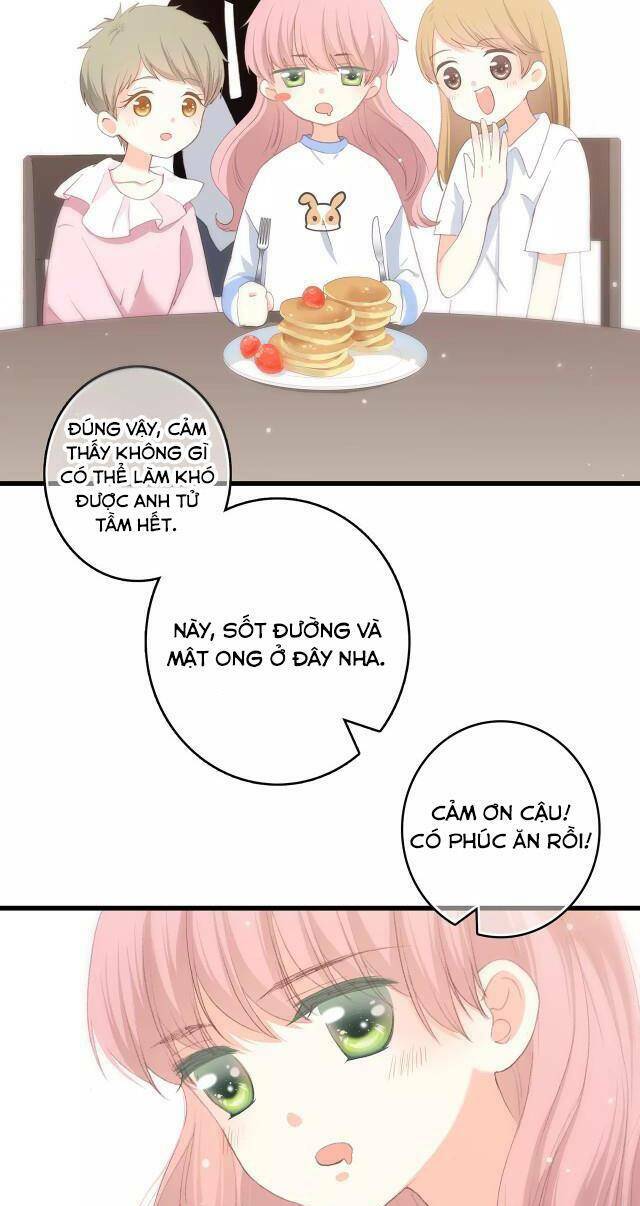 ĐÚNG VẬY, CẢM
THẤY KHÔNG GÌ
CÓ THỂ LÀM KHÓ
ĐƯỢC ANH TỬ
TẦM HẾT.
NÀY, SỐT ĐƯỜNG VÀ
MẬT ONG Ở ĐÂY NHA.
CẢM ƠN CẬU!
CÓ PHÚC ĂN RỒI!